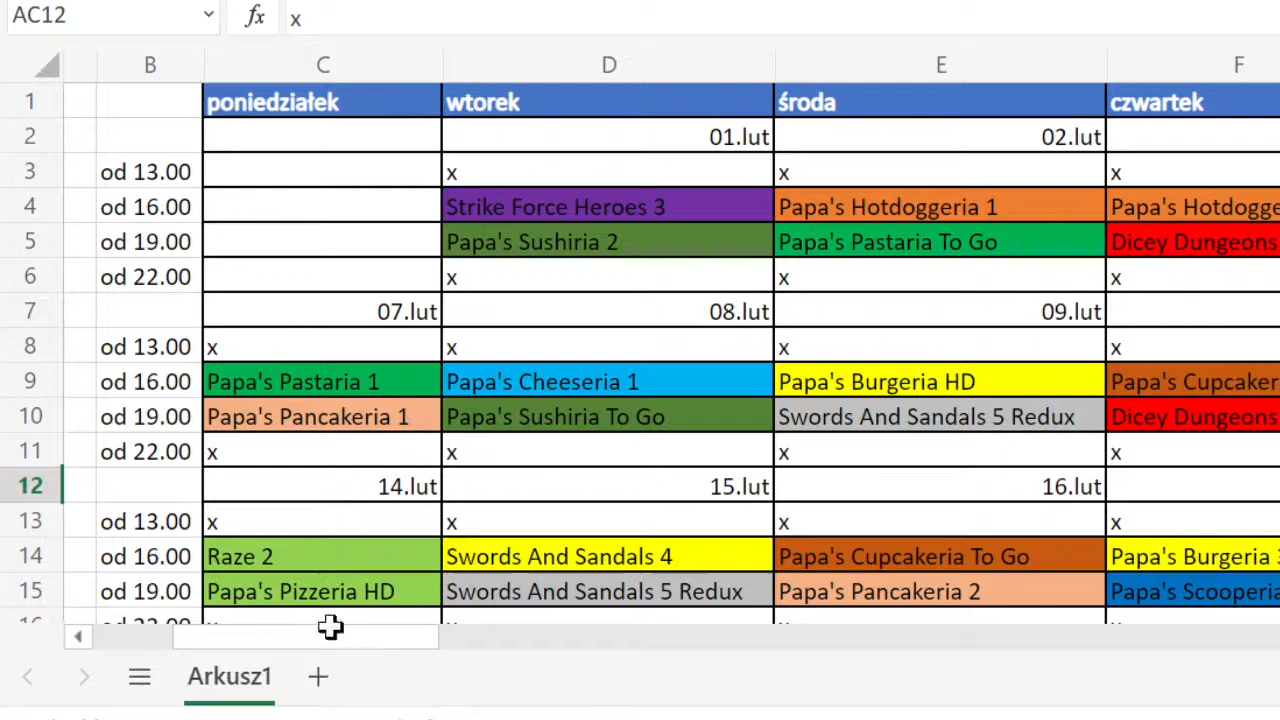 AC12 fx x
B C D E F
1 poniedziałek wtorek środa czwartek
2 01.lut 02.lut
3 od 13.00 x x x
4 od 16.00 Strike Force Heroes 3 Papa's Hotdoggeria 1 Papa's Hotdogge
5 od 19.00 Papa's Sushiria 2 Papa's Pastaria To Go Dicey Dungeons
6 od 22.00 x x x
7 07.lut 08.lut 09.lut
8 od 13.00 x x x x
9 od 16.00 Papa's Pastaria 1 Papa's Cheeseria 1 Papa's Burgeria HD Papa's Cupcaker
10 od 19.00 Papa's Pancakeria 1 Papa's Sushiria To Go Swords And Sandals 5 Redux Dicey Dungeons
11 od 22.00 x x x x
12 14.lut 15.lut 16.lut
13 od 13.00 x x x x
14 od 16.00 Raze 2 Swords And Sandals 4 Papa's Cupcakeria To Go Papa's Burgeria
15 od 19.00 Papa's Pizzeria HD Swords And Sandals 5 Redux Papa's Pancakeria 2 Papa's Scooperia
Arkusz1